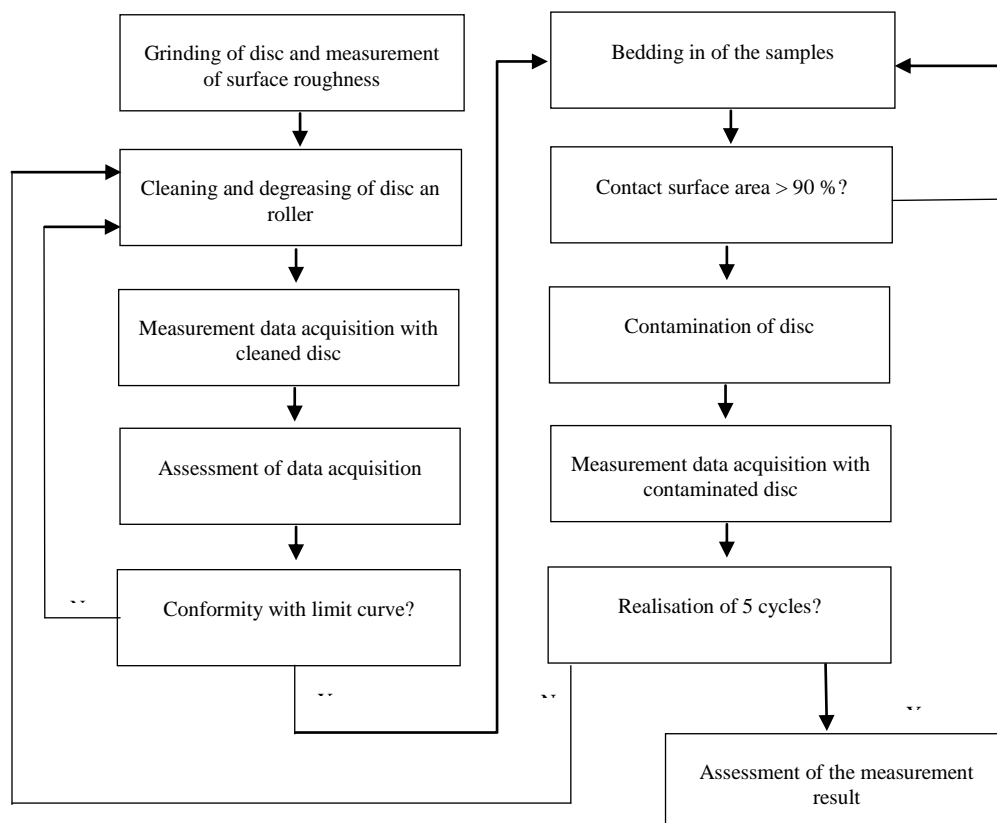 Grinding of disc and measurement
of surface roughness
Cleaning and degreasing of disc an
roller
Measurement data acquisition with
cleaned disc
Assessment of data acquisition
Conformity with limit curve?
Bedding in of the samples
Contact surface area > 90 %?
Contamination of disc
Measurement data acquisition with
contaminated disc
Realisation of 5 cycles?
Assessment of the measurement
result